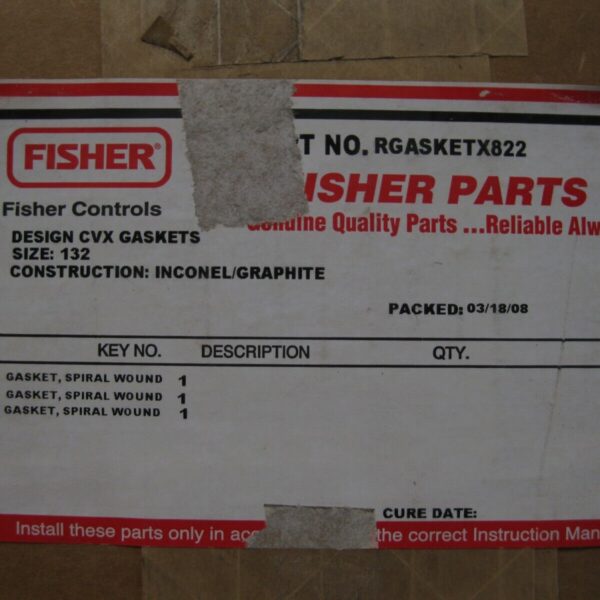 FISHER®
T NO. RGASKETX822
ISHER PARTS
Genuine Quality Parts ...Reliable Alw
Fisher Controls
DESIGN CVX GASKETS
SIZE: 132
CONSTRUCTION: INCONEL/GRAPHITE
PACKED: 03/18/08
KEY NO. DESCRIPTION QTY.
GASKET, SPIRAL WOUND 1
GASKET, SPIRAL WOUND 1
GASKET, SPIRAL WOUND 1
CURE DATE:
Install these parts only in acc the correct Instruction Man